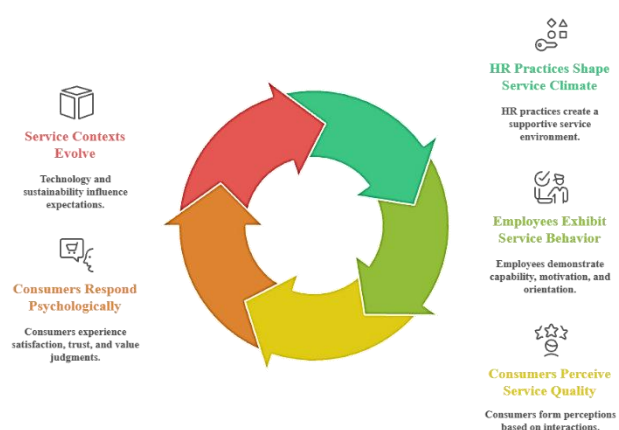 HR Practices Shape
Service Climate
HR practices create a
supportive service
environment.
Employees Exhibit
Service Behavior
Employees demonstrate
capability, motivation, and
orientation.
Consumers Perceive
Service Quality
Consumers form perceptions
based on interactions.
Consumers Respond
Psychologically
Consumers experience
satisfaction, trust, and value
judgments.
Service Contexts
Evolve
Technology and
sustainability influence
expectations.